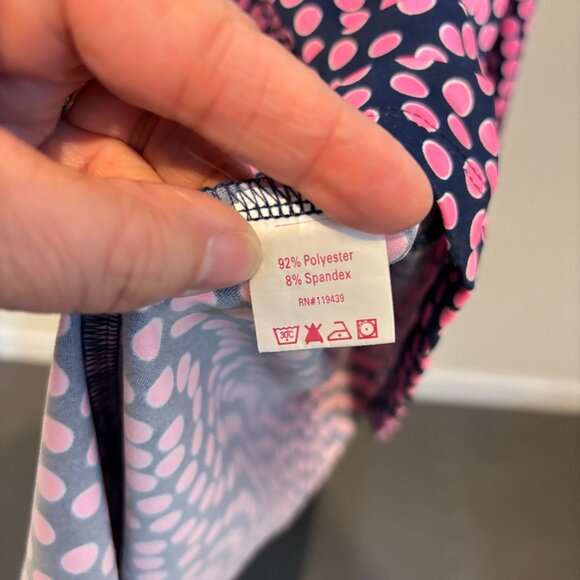 92% Polyester
8% Spandex
RN#119439
30°C